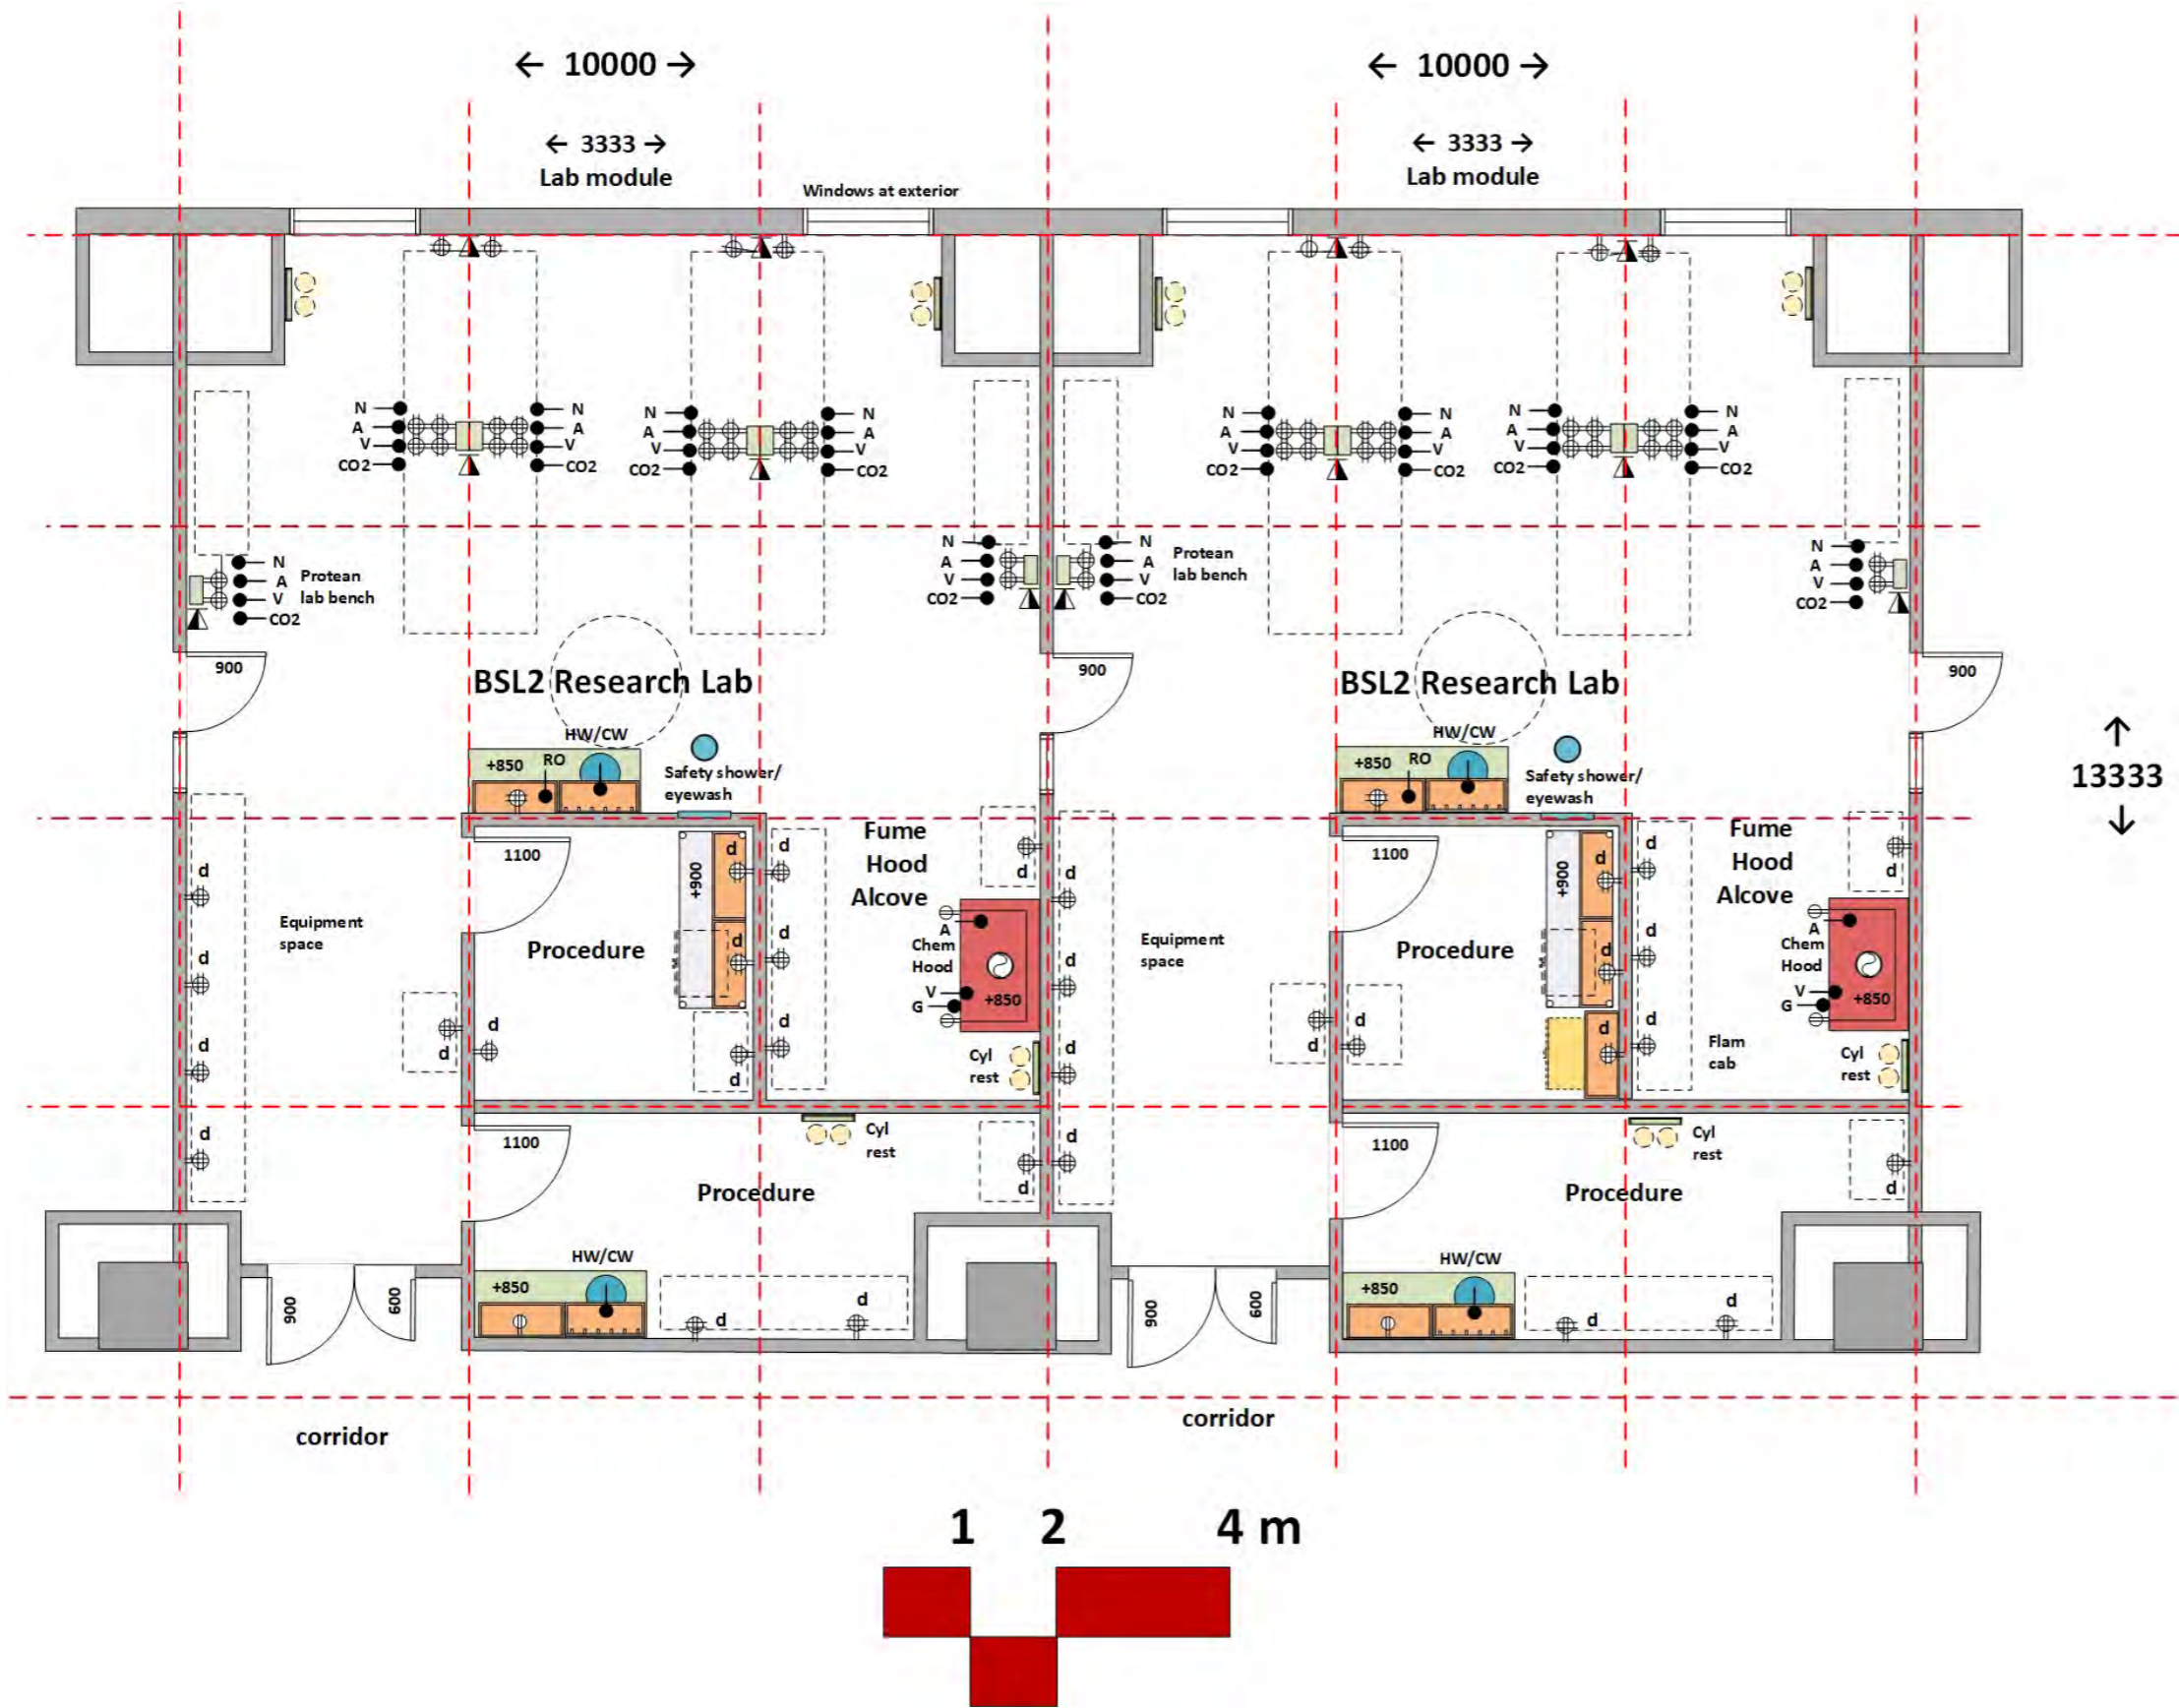 ← 10000 →
← 10000 →
← 3333 →
Lab module
← 3333 →
Lab module
Windows at exterior
N
A
V
CO2
N
A
V
CO2
N
A
V
CO2
N
A
V
CO2
N
A
V
CO2
N
A
V
CO2
N
A
V
CO2
N
A
V
CO2
N
A
V
CO2
Protean
lab bench
N
A
V
CO2
N
A
V
CO2
Protean
lab bench
N
A
V
CO2
900
900
900
BSL2 Research Lab
BSL2 Research Lab
↑
13333
↓
HW/CW
+850
RO
Safety shower/
eyewash
HW/CW
+850
RO
Safety shower/
eyewash
d
d
d
d
Equipment
space
d
1100
Procedure
d
+900
d
d
d
d
d
d
Fume
Hood
Alcove
d
A
Chem
Hood
V
G
+850
Cyl
rest
d
d
d
d
Equipment
space
d
1100
Procedure
d
+900
d
d
d
d
d
d
Fume
Hood
Alcove
d
A
Chem
Hood
V
G
+850
Flam
cab
Cyl
rest
1100
Procedure
Cyl
rest
d
HW/CW
+850
d
d
900
600
1100
Procedure
Cyl
rest
d
HW/CW
+850
d
d
900
600
corridor
corridor
1 2 4 m